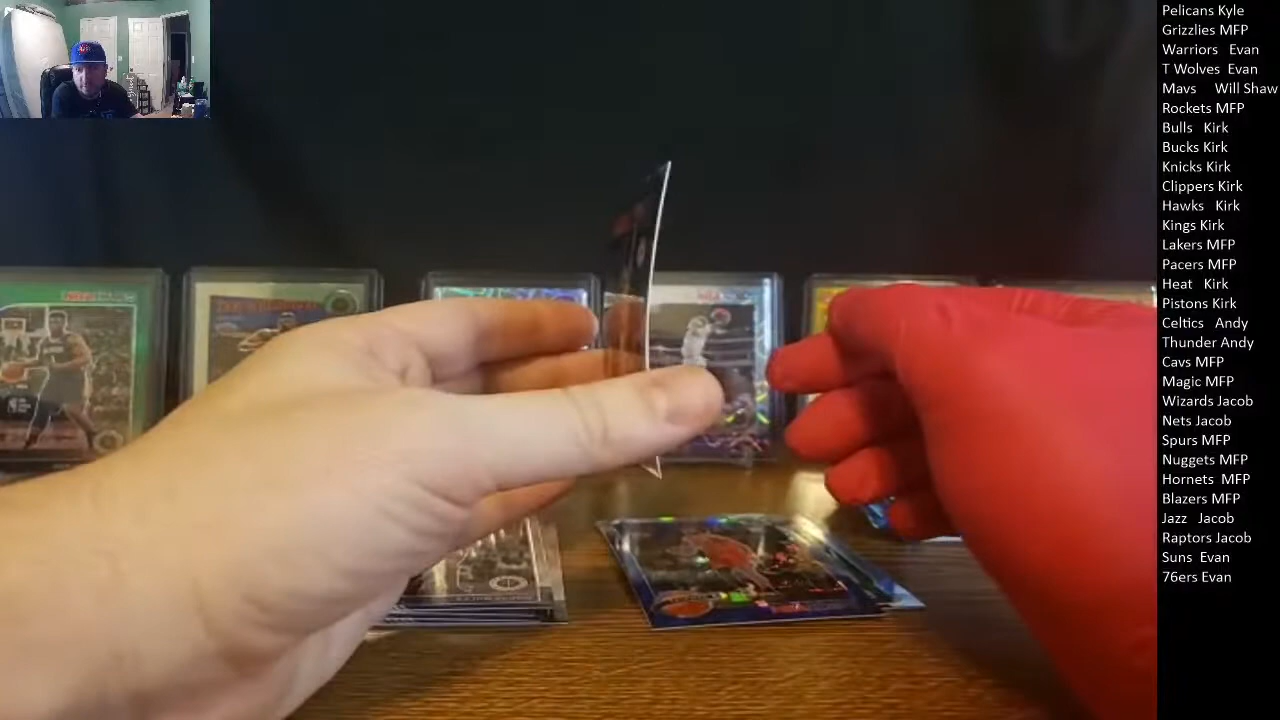 Pelicans Kyle
Grizzlies MFP
Warriors Evan
T Wolves Evan
Mavs Will Shaw
Rockets MFP
Bulls Kirk
Bucks Kirk
Knicks Kirk
Clippers Kirk
Hawks Kirk
Kings Kirk
Lakers MFP
Pacers MFP
Heat Kirk
Pistons Kirk
Celtics Andy
Thunder Andy
Cavs MFP
Magic MFP
Wizards Jacob
Nets Jacob
Spurs MFP
Nuggets MFP
Hornets MFP
Blazers MFP
Jazz Jacob
Raptors Jacob
Suns Evan
76ers Evan